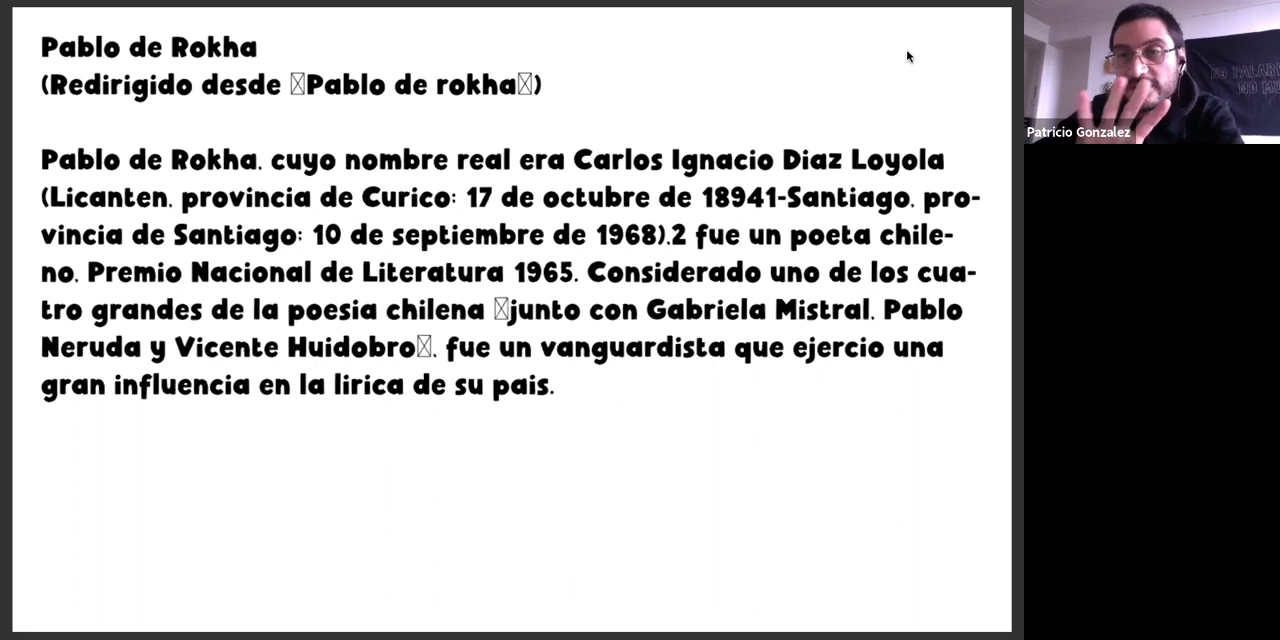 Pablo de Rokha
(Redirigido desde Pablo de rokha)
Pablo de Rokha, cuyo nombre real era Carlos Ignacio Diaz Loyola
(Licanten, provincia de Curico; 17 de octubre de 18941-Santiago, pro-
vincia de Santiago; 10 de septiembre de 1968),2 fue un poeta chile-
no, Premio Nacional de Literatura 1965. Considerado uno de los cua-
tro grandes de la poesia chilena junto con Gabriela Mistral, Pablo
Neruda y Vicente Huidobro, fue un vanguardista que ejercio una
gran influencia en la lirica de su pais.
Patricio Gonzalez